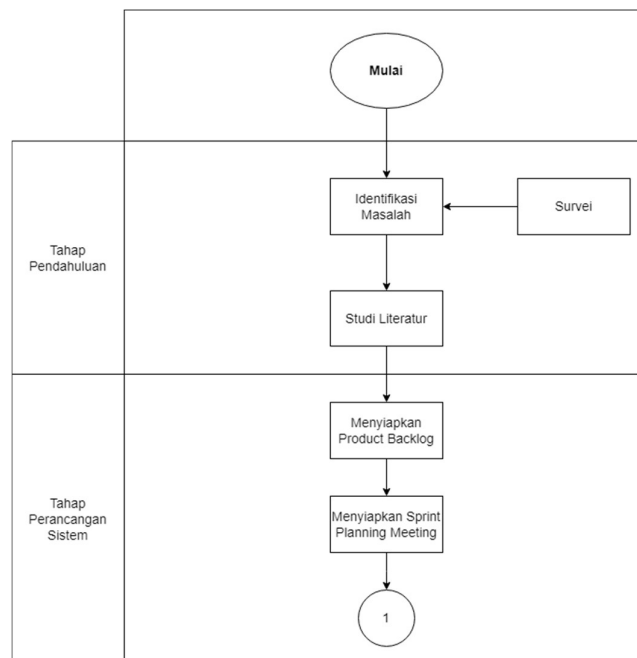 Mulai
Identifikasi
Masalah
Survei
Tahap
Pendahuluan
Studi Literatur
Menyiapkan
Product Backlog
Tahap
Perancangan
Sistem
Menyiapkan Sprint
Planning Meeting
1